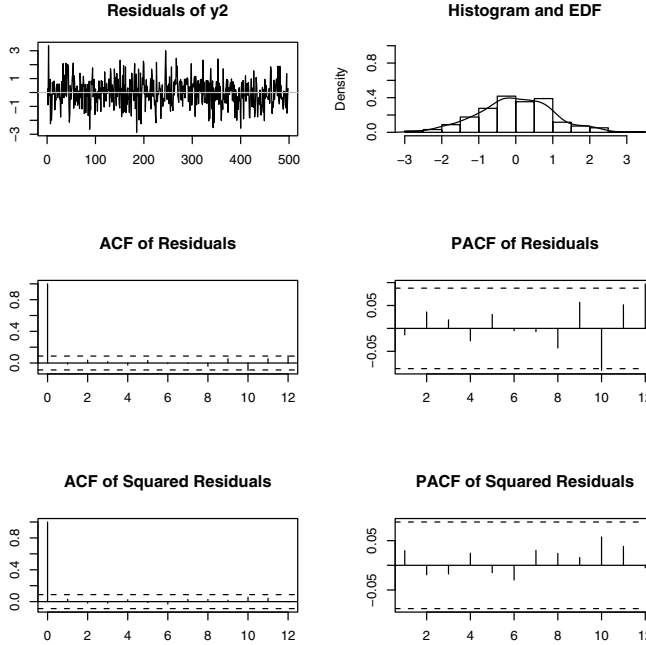 Residuals of y2
3
1
−1
−3
0 100 200 300 400 500
Histogram and EDF
Density
0.8
0.4
0.0
−3 −2 −1 0 1 2 3
ACF of Residuals
0.8
0.4
0.0
0 2 4 6 8 10 12
PACF of Residuals
0.05
−0.05
2 4 6 8 10 12
ACF of Squared Residuals
0.8
0.4
0.0
0 2 4 6 8 10 12
PACF of Squared Residuals
0.05
−0.05
2 4 6 8 10 12